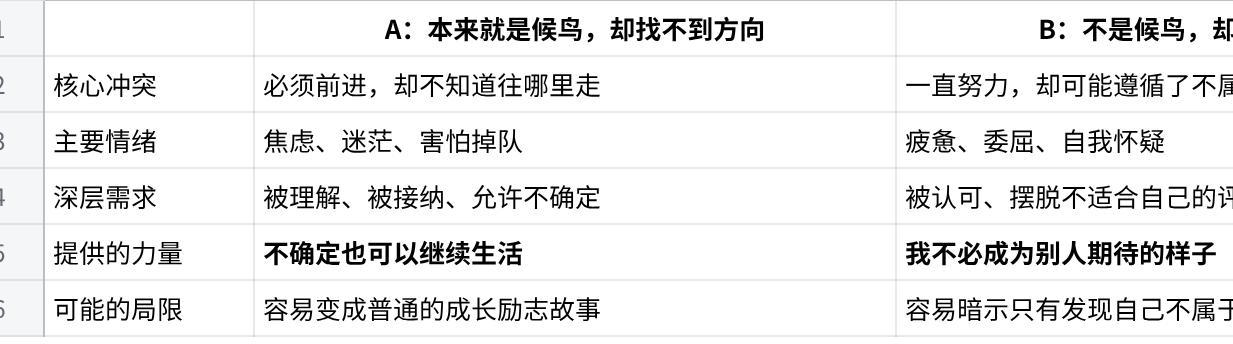 A：本来就是候鸟，却找不到方向 B：不是候鸟，却
2 核心冲突 必须前进，却不知道往哪里走 一直努力，却可能遵循了不属
3 主要情绪 焦虑、迷茫、害怕掉队 疲惫、委屈、自我怀疑
4 深层需求 被理解、被接纳、允许不确定 被认可、摆脱不适合自己的评
5 提供的力量 不确定也可以继续生活 我不必成为别人期待的样子
6 可能的局限 容易变成普通的成长励志故事 容易暗示只有发现自己不属于